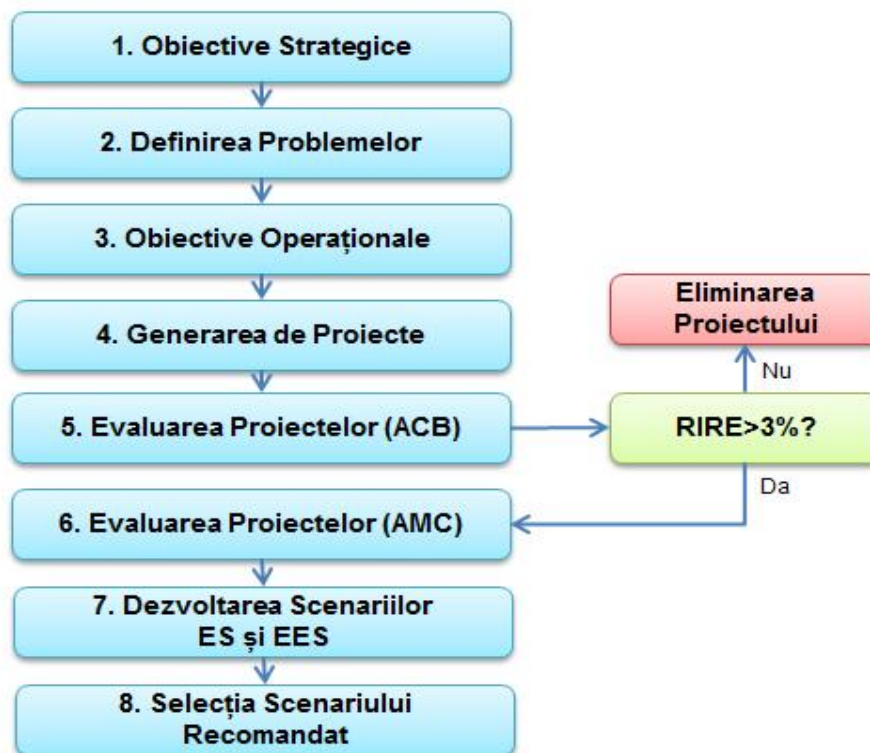 1. Obiective Strategice
2. Definirea Problemelor
3. Obiective Operaționale
4. Generarea de Proiecte
Eliminarea
Proiectului
Nu
5. Evaluarea Proiectelor (ACB)
RIRE>3%?
Da
6. Evaluarea Proiectelor (AMC)
7. Dezvoltarea Scenariilor
ES și EES
8. Selecția Scenariului
Recomandat